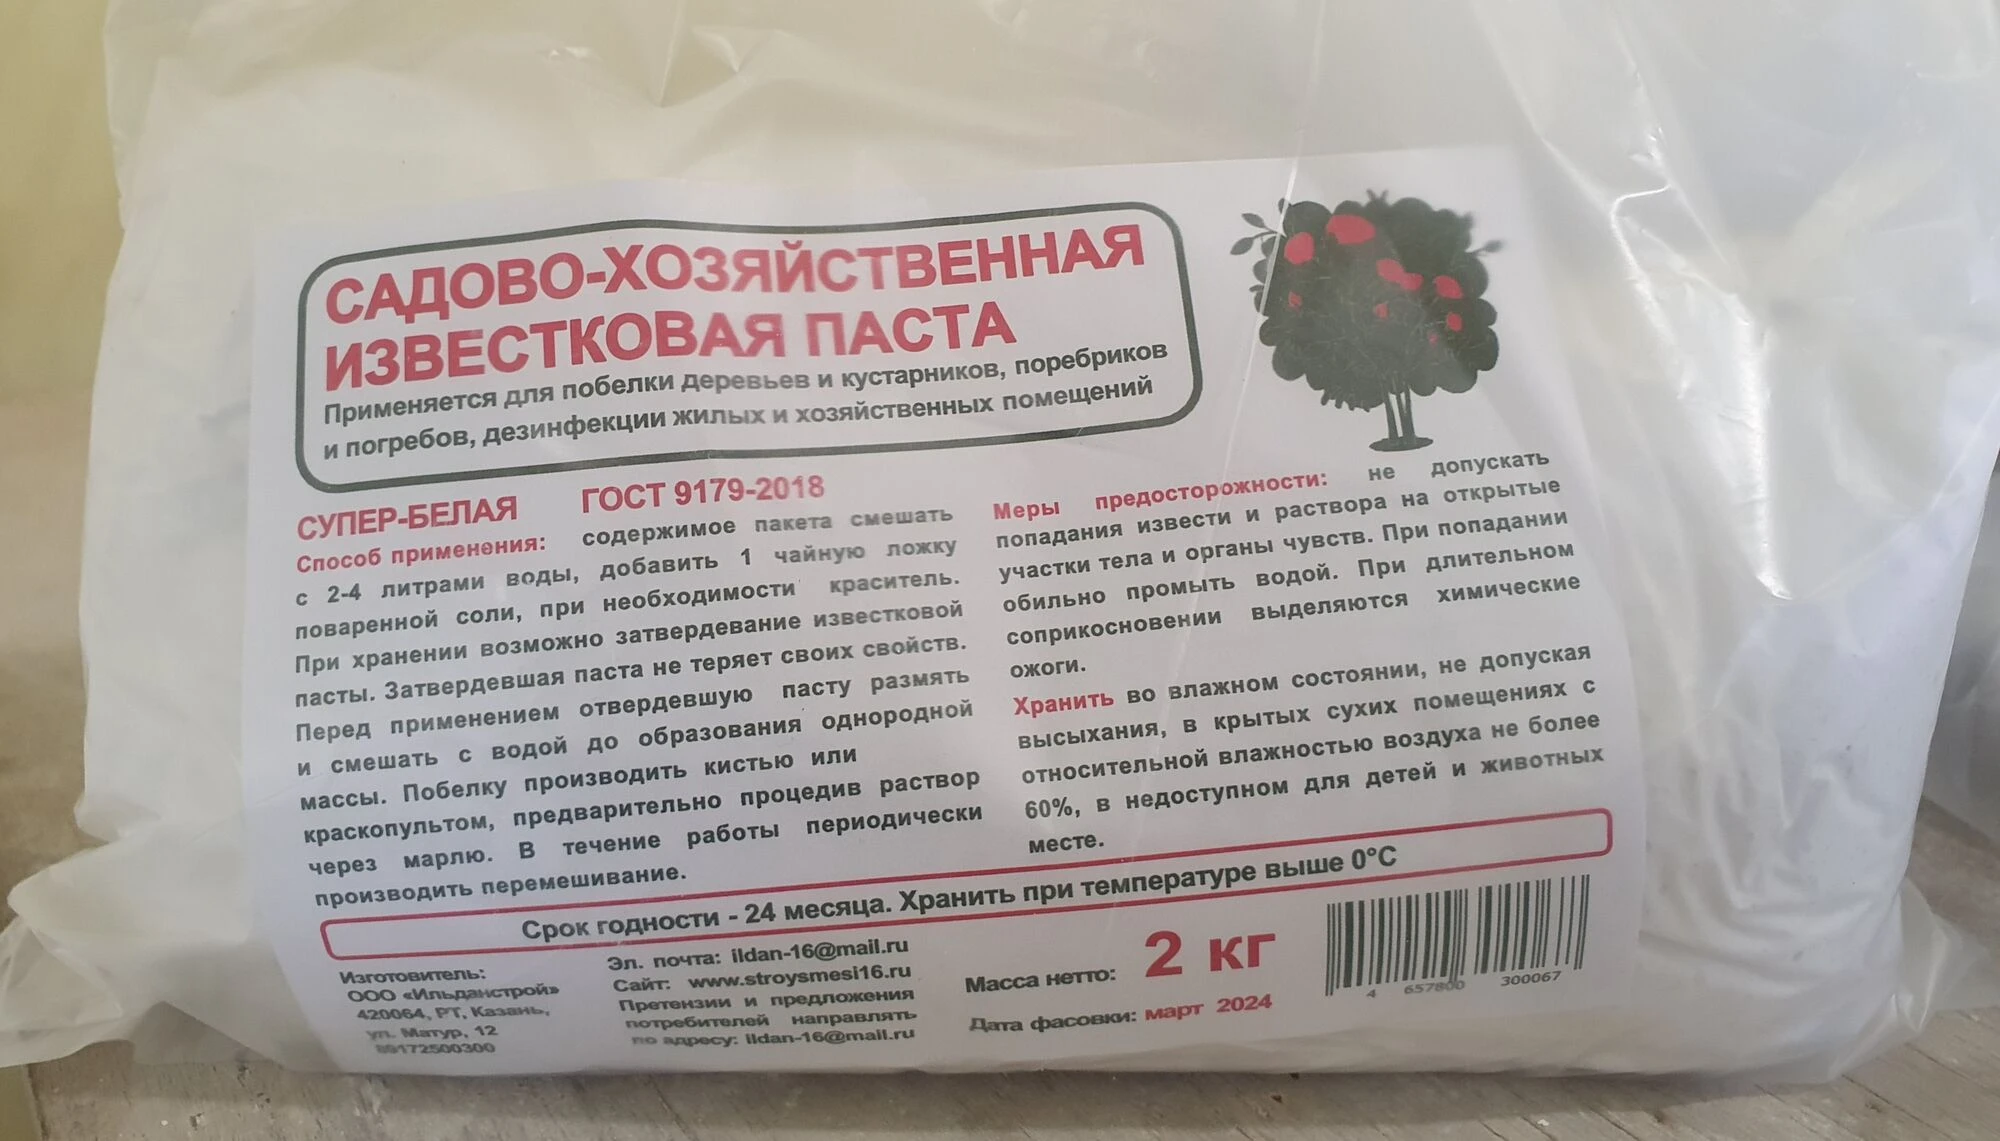 САДОВО-ХОЗЯЙСТВЕННАЯ
ИЗВЕСТКОВАЯ ПАСТА
Применяется для побелки деревьев и кустарников, поребриков
и погребов, дезинфекции жилых и хозяйственных помещений
СУПЕР-БЕЛАЯ ГОСТ 9179-2018
Способ применения: содержимое пакета смешать
с 2-4 литрами воды, добавить 1 чайную ложку
поваренной соли, при необходимости краситель.
При хранении возможно затвердевание известковой
пасты. Затвердевшая паста не теряет своих свойств.
Перед применением отвердевшую пасту размять
и смешать с водой до образования однородной
массы. Побелку производить кистью или
краскопультом, предварительно процедив раствор
через марлю. В течение работы периодически
производить перемешивание.
Меры предосторожности: не допускать
попадания извести и раствора на открытые
участки тела и органы чувств. При попадании
обильно промыть водой. При длительном
соприкосновении выделяются химические
ожоги.
Хранить во влажном состоянии, не допуская
высыхания, в крытых сухих помещениях с
относительной влажностью воздуха не более
60%, в недоступном для детей и животных
месте.
Срок годности - 24 месяца. Хранить при температуре выше 0°С
Изготовитель:
ООО «Ильданстрой»
420064, РТ, Казань,
ул. Матур, 12
89172500300
Эл. почта: ildan-16@mail.ru
Сайт: www.stroysmesi16.ru
Претензии и предложения
потребителей направлять
по адресу: ildan-16@mail.ru
Масса нетто: 2 кг
Дата фасовки: март 2024
4 657800 300067